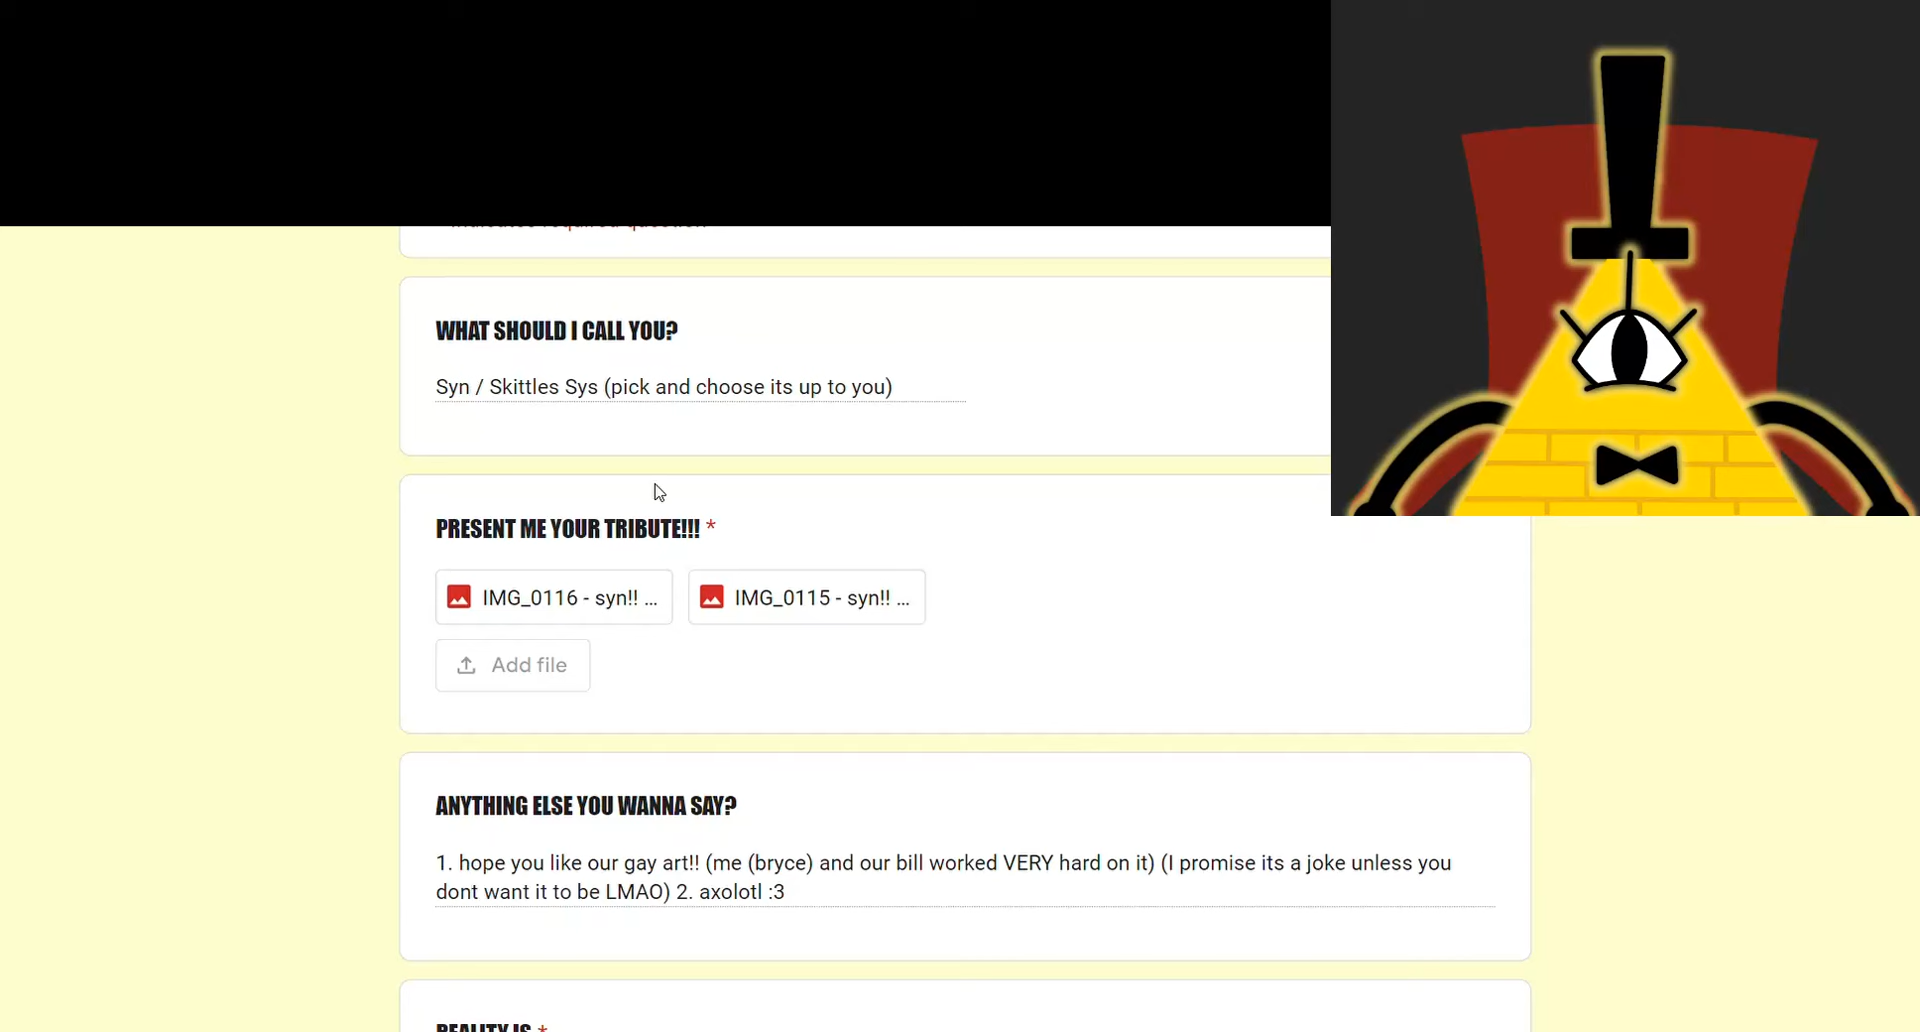 WHAT SHOULD I CALL YOU?
Syn / Skittles Sys (pick and choose its up to you)
PRESENT ME YOUR TRIBUTE!!! *
IMG_0116 - syn!! ...
IMG_0115 - syn!! ...
Add file
ANYTHING ELSE YOU WANNA SAY?
1. hope you like our gay art!! (me (bryce) and our bill worked VERY hard on it) (I promise its a joke unless you
dont want it to be LMAO) 2. axolotl :3
REALITY IS *